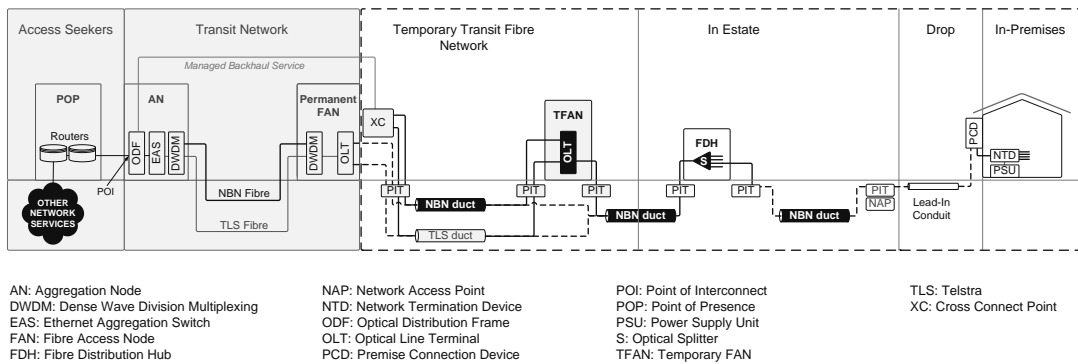 Access Seekers
Transit Network
Temporary Transit Fibre
Network
In Estate
Drop
In-Premises
Managed Backhaul Service
POP
AN
Permanent
FAN
XC
TFAN
FDH
PCD
Routers
ODF
EAS
DWDM
DWDM
OLT
OLT
S
NTD
PSU
POI
NBN Fibre
TLS Fibre
OTHER
NETWORK
SERVICES
PIT
PIT
PIT
PIT
PIT
PIT
NAP
NBN duct
TLS duct
NBN duct
NBN duct
Lead-In
Conduit
AN: Aggregation Node
DWDM: Dense Wave Division Multiplexing
EAS: Ethernet Aggregation Switch
FAN: Fibre Access Node
FDH: Fibre Distribution Hub
NAP: Network Access Point
NTD: Network Termination Device
ODF: Optical Distribution Frame
OLT: Optical Line Terminal
PCD: Premise Connection Device
POI: Point of Interconnect
POP: Point of Presence
PSU: Power Supply Unit
S: Optical Splitter
TFAN: Temporary FAN
TLS: Telstra
XC: Cross Connect Point